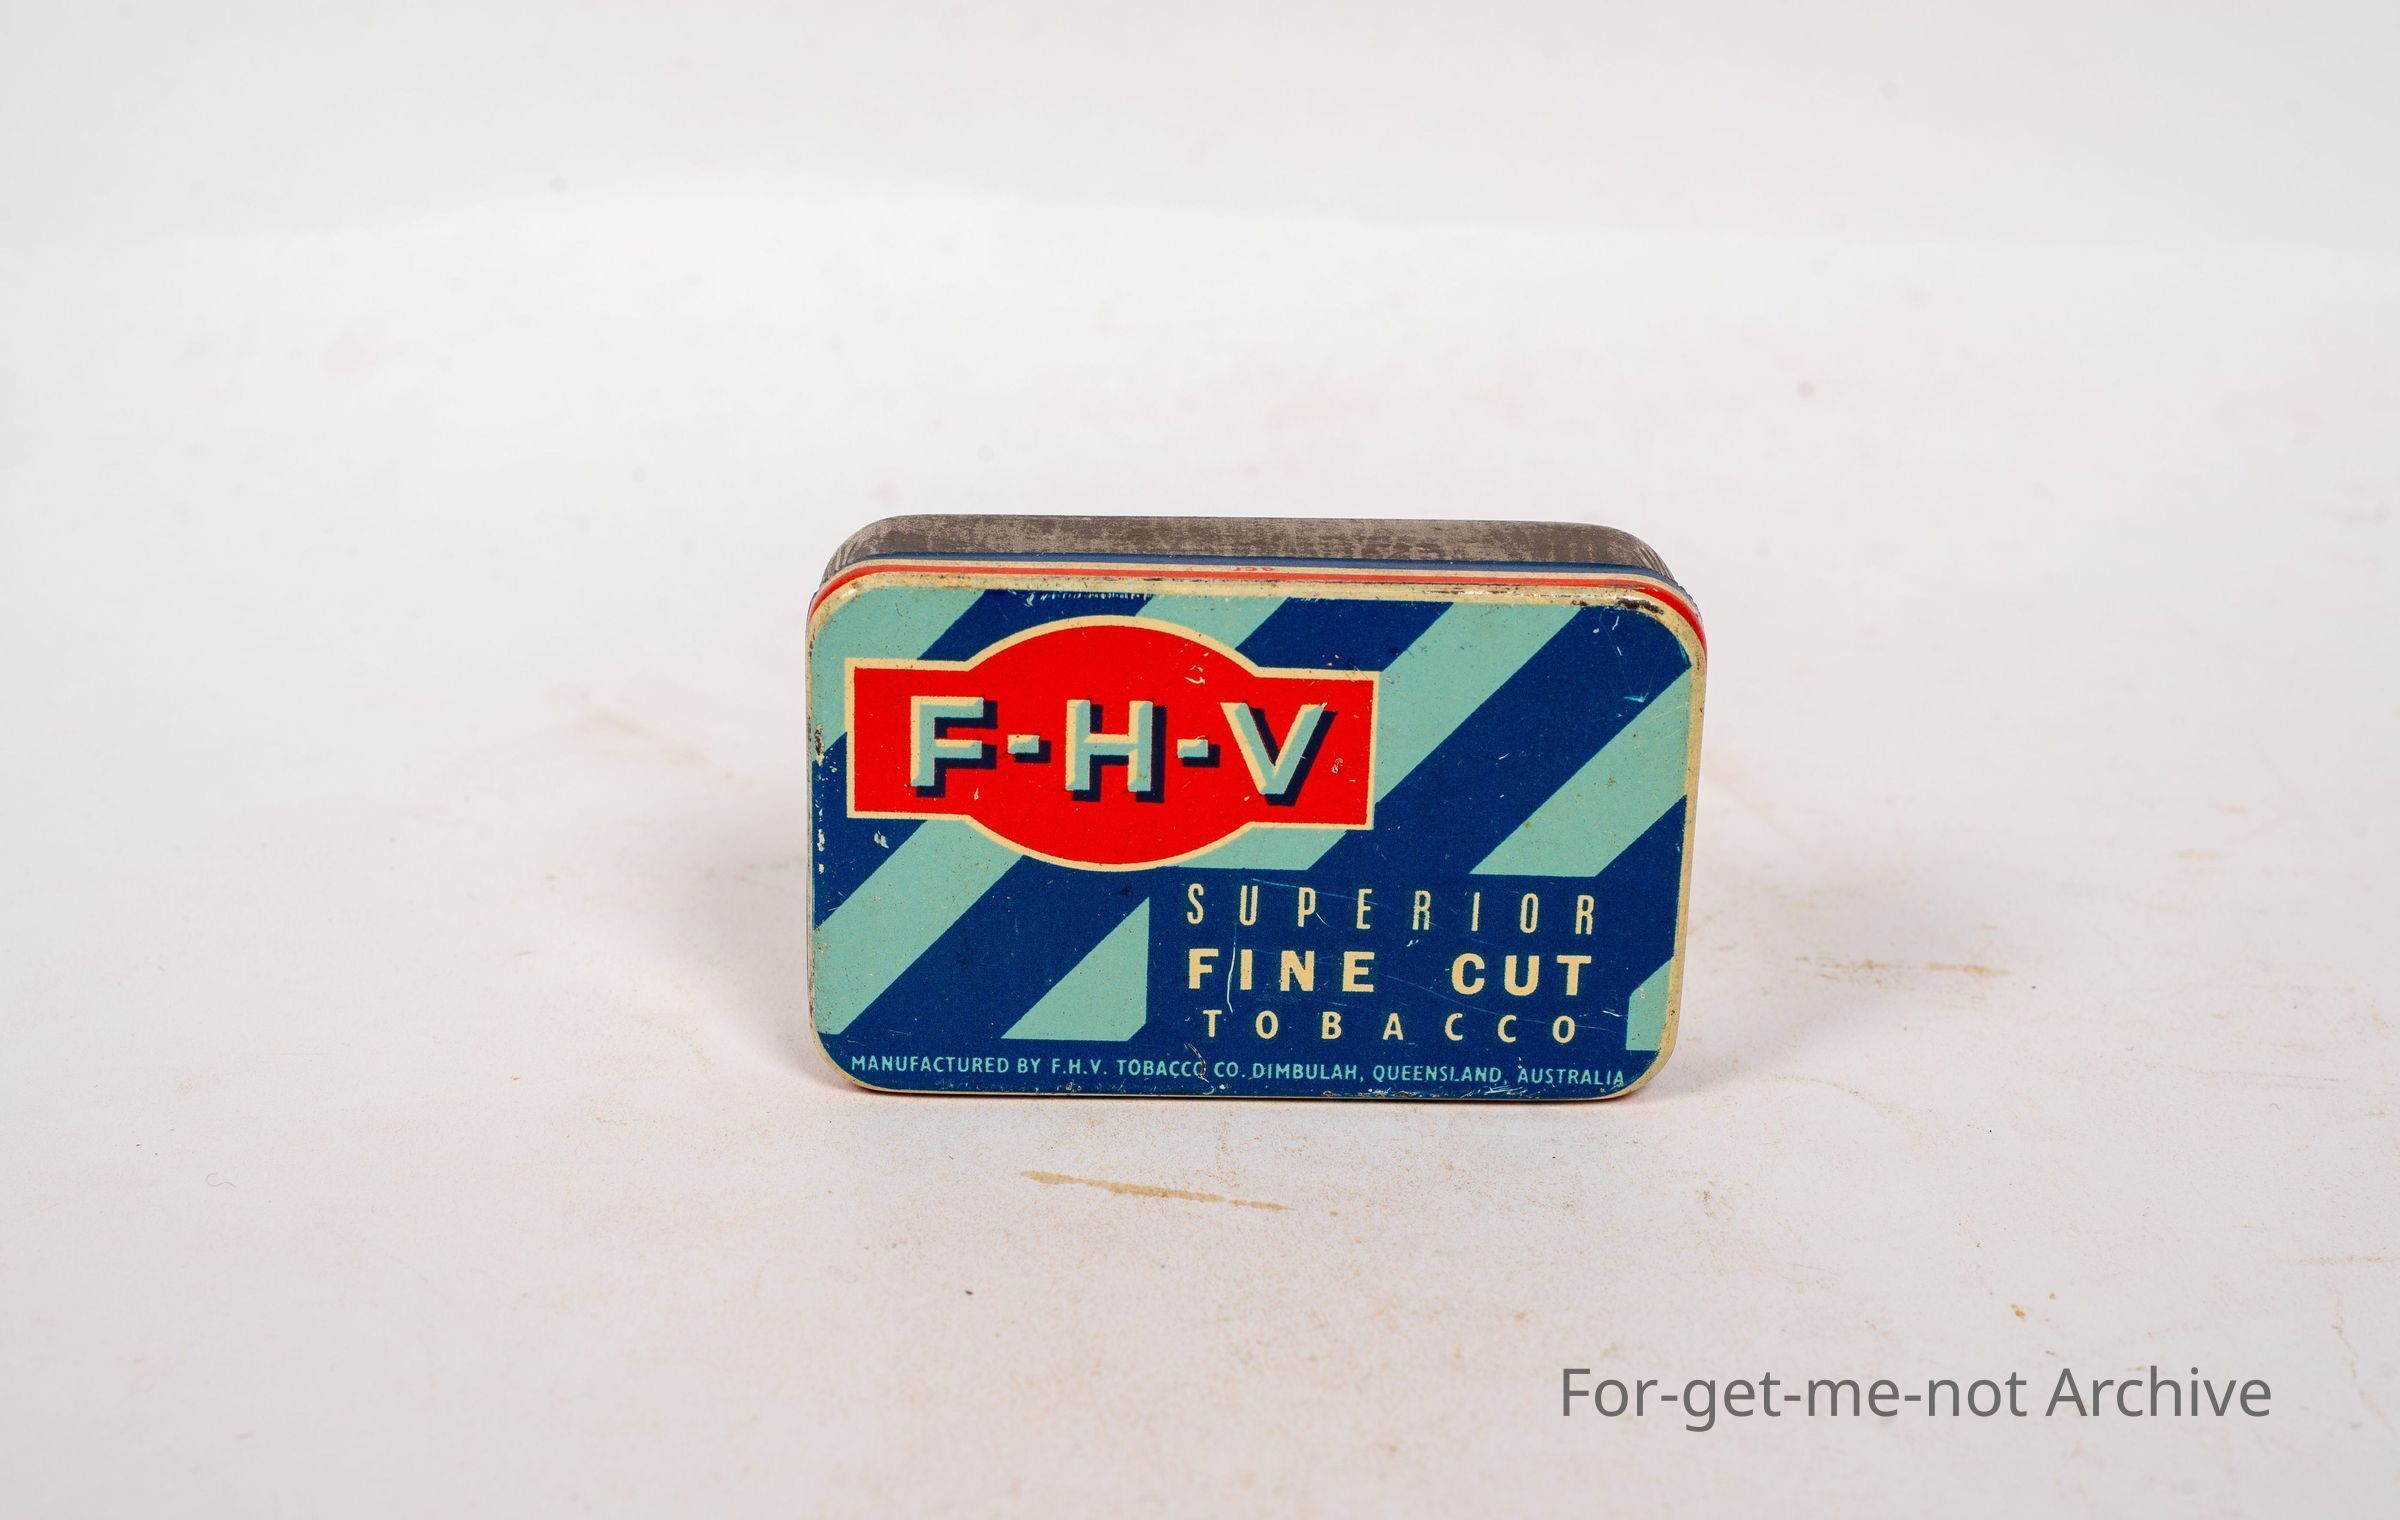 F-H-V
SUPERIOR
FINE CUT
TOBACCO
MANUFACTURED BY F.H.V. TOBACCO CO. DIMBULAH, QUEENSLAND, AUSTRALIA
For-get-me-not Archive